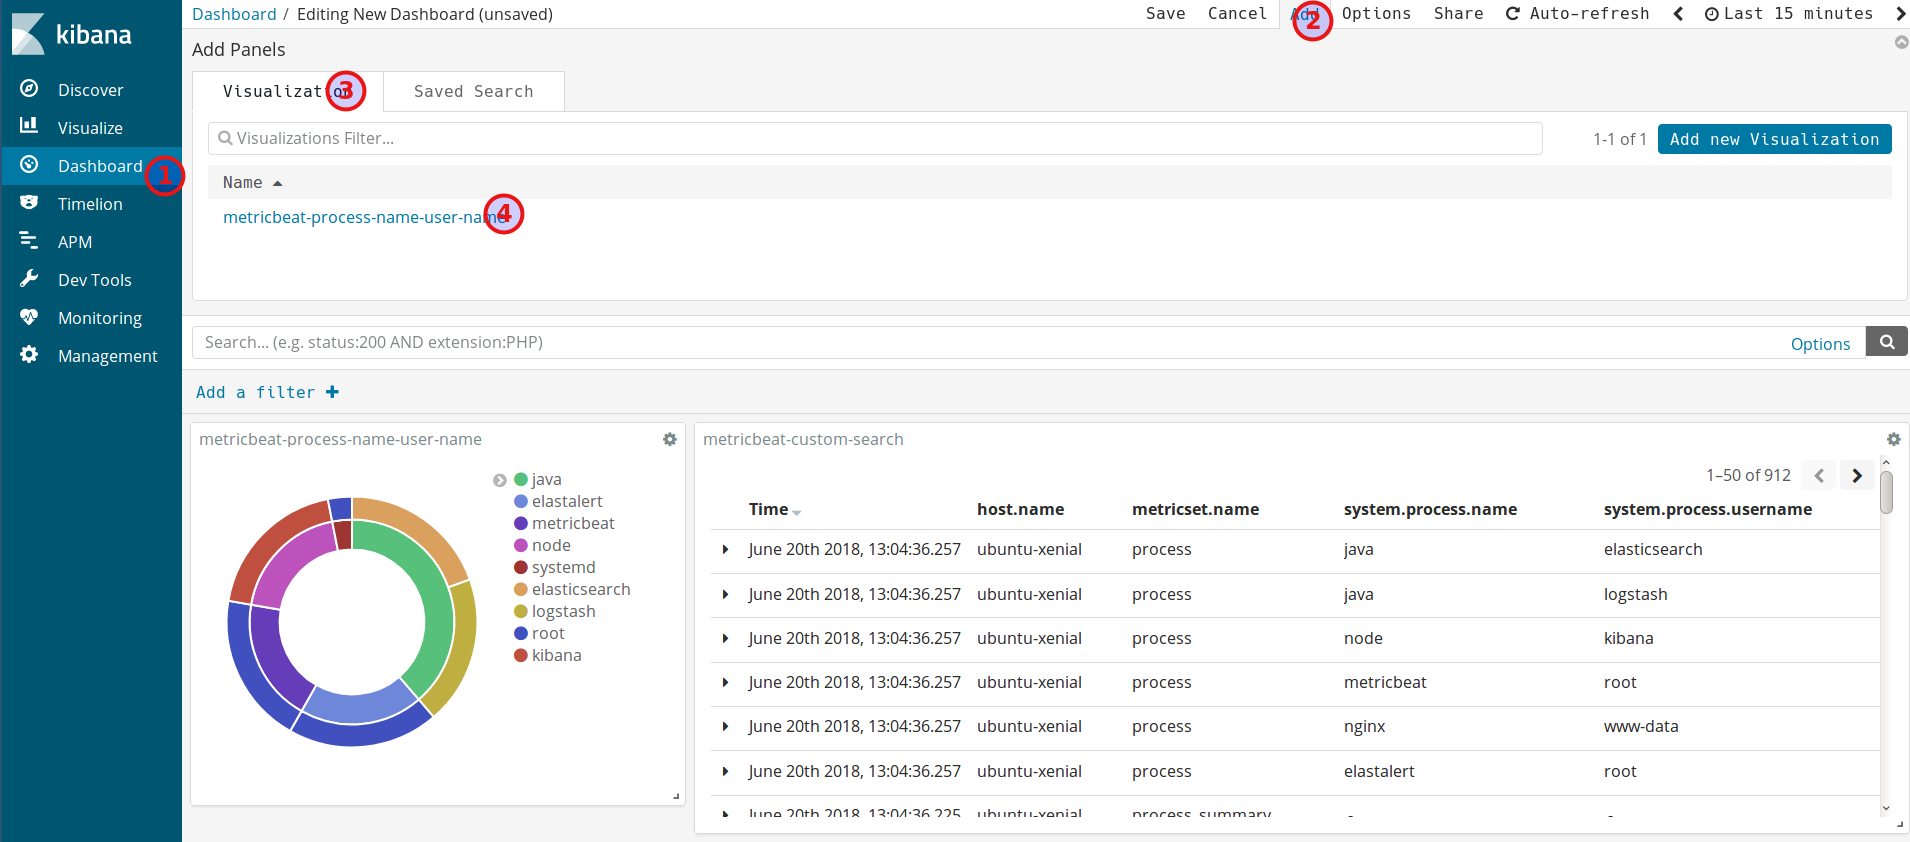 kibana
Discover
Visualize
Dashboard 1
Timelion
APM
Dev Tools
Monitoring
Management
Dashboard / Editing New Dashboard (unsaved)
Save Cancel Add 2 Options Share Auto-refresh Last 15 minutes
Add Panels
Visualization 3 Saved Search
Visualizations Filter... 1-1 of 1 Add new Visualization
Name
metricbeat-process-name-user-name 4
Search... (e.g. status:200 AND extension:PHP) Options
Add a filter
metricbeat-process-name-user-name
java
elastalert
metricbeat
node
systemd
elasticsearch
logstash
root
kibana
metricbeat-custom-search
1–50 of 912
Time host.name metricset.name system.process.name system.process.username
June 20th 2018, 13:04:36.257 ubuntu-xenial process java elasticsearch
June 20th 2018, 13:04:36.257 ubuntu-xenial process java logstash
June 20th 2018, 13:04:36.257 ubuntu-xenial process node kibana
June 20th 2018, 13:04:36.257 ubuntu-xenial process metricbeat root
June 20th 2018, 13:04:36.257 ubuntu-xenial process nginx www-data
June 20th 2018, 13:04:36.257 ubuntu-xenial process elastalert root
June 20th 2018, 13:04:36.225 ubuntu-xenial process_summary - -